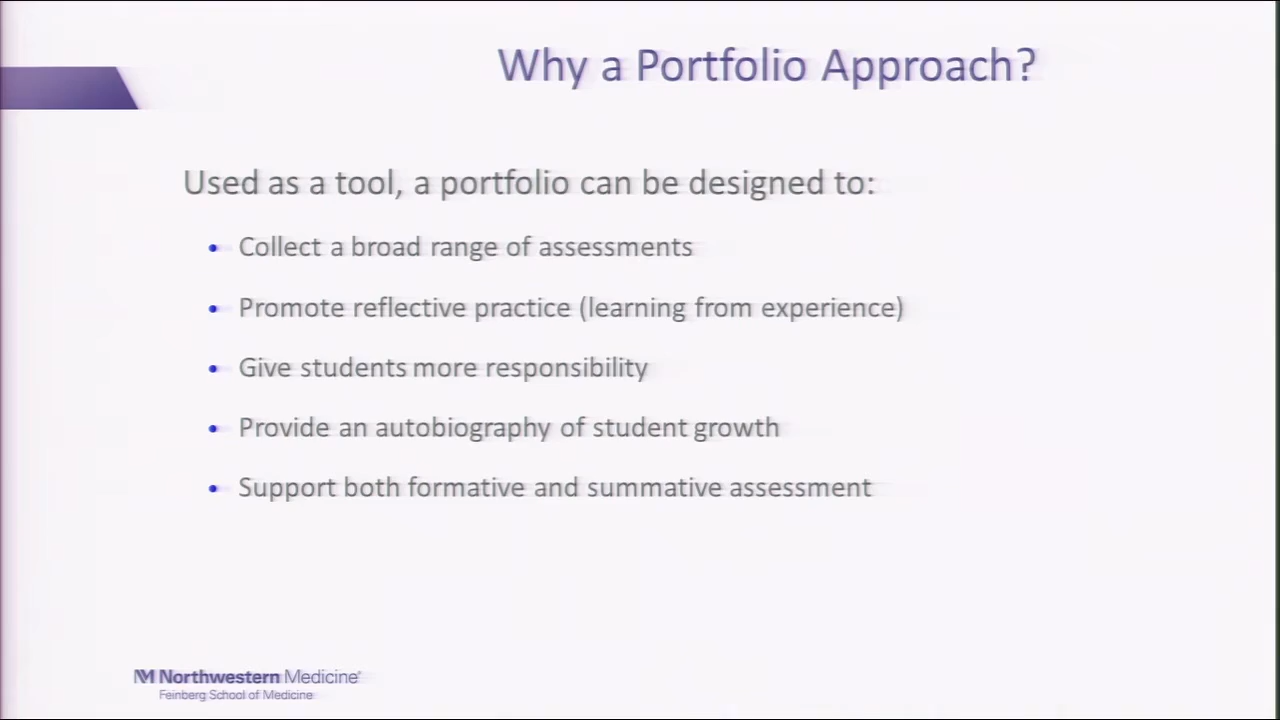 Why a Portfolio Approach?
Used as a tool, a portfolio can be designed to:
• Collect a broad range of assessments
• Promote reflective practice (learning from experience)
• Give students more responsibility
• Provide an autobiography of student growth
• Support both formative and summative assessment
NM Northwestern Medicine®
Feinberg School of Medicine